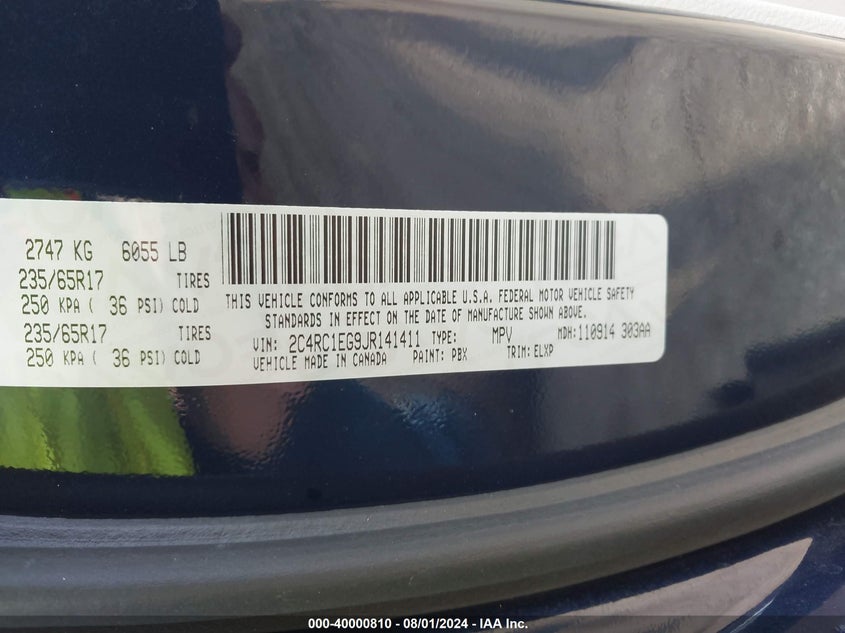 2747 KG 6055 LB
235/65R17 TIRES
250 KPA ( 36 PSI) COLD
235/65R17 TIRES
250 KPA ( 36 PSI) COLD
THIS VEHICLE CONFORMS TO ALL APPLICABLE U.S.A. FEDERAL MOTOR VEHICLE SAFETY
STANDARDS IN EFFECT ON THE DATE OF MANUFACTURE SHOWN ABOVE.
VIN: 2C4RC1EG9JR141411 TYPE: MPV MDH:110914 303AA
VEHICLE MADE IN CANADA PAINT: PBX TRIM: ELXP
000-40000810 - 08/01/2024 - IAA Inc.